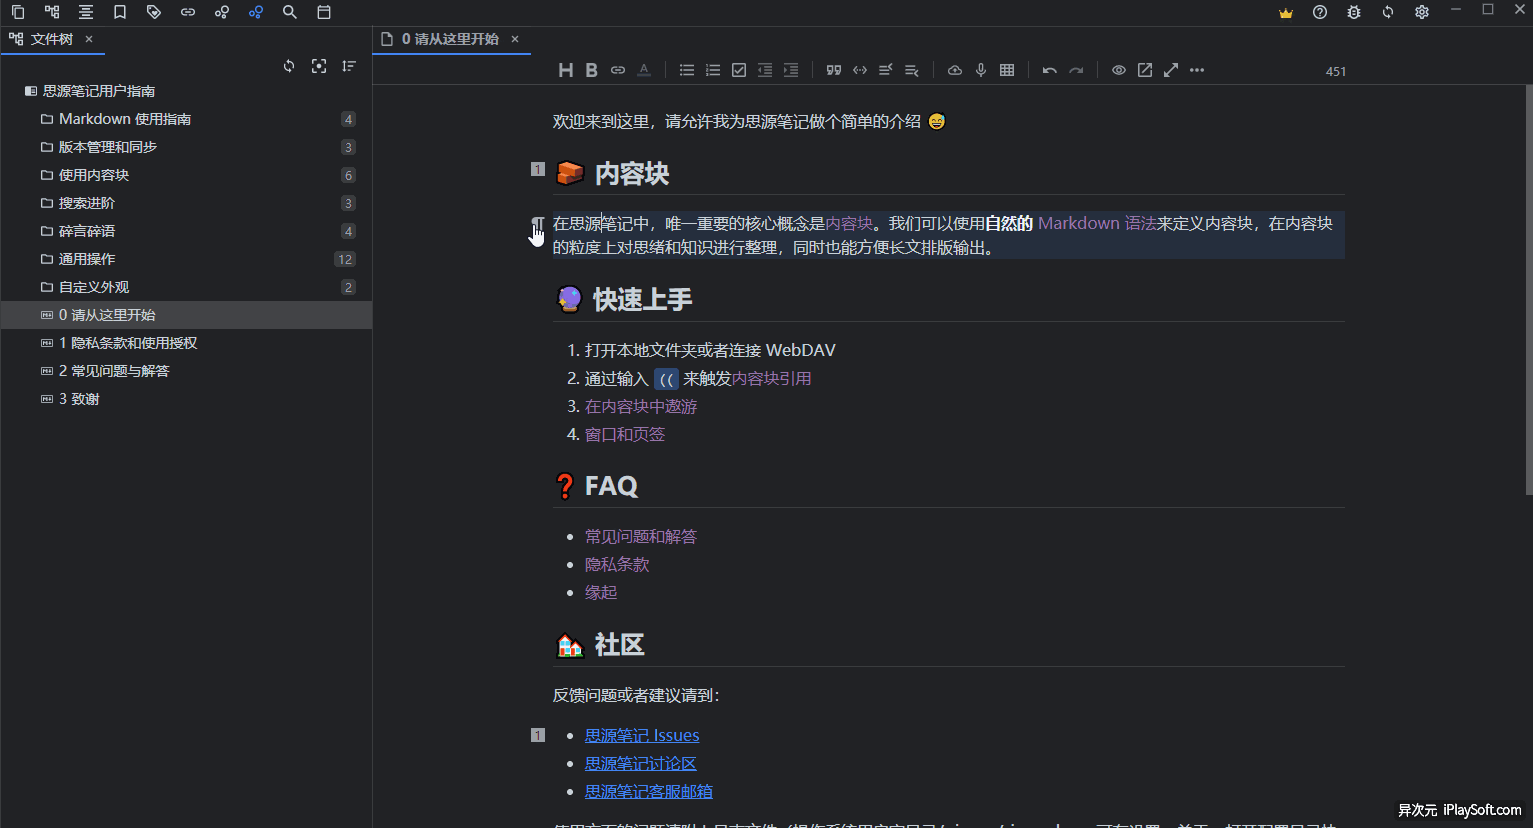 文件树 ×
0 请从这里开始 ×
451
思源笔记用户指南
Markdown 使用指南 4
版本管理和同步 3
使用内容块 6
搜索进阶 3
碎言碎语 4
通用操作 12
自定义外观 2
0 请从这里开始
1 隐私条款和使用授权
2 常见问题与解答
3 致谢
欢迎来到这里，请允许我为思源笔记做个简单的介绍 😅
1 内容块
在思源笔记中，唯一重要的核心概念是内容块。我们可以使用自然的 Markdown 语法来定义内容块，在内容块
的粒度上对思绪和知识进行整理，同时也能方便长文排版输出。
快速上手
1. 打开本地文件夹或者连接 WebDAV
2. 通过输入 (( 来触发内容块引用
3. 在内容块中遨游
4. 窗口和页签
❓ FAQ
• 常见问题和解答
• 隐私条款
• 缘起
社区
反馈问题或者建议请到：
1 • 思源笔记 Issues
• 思源笔记讨论区
• 思源笔记客服邮箱
异次元 iPlaySoft.com